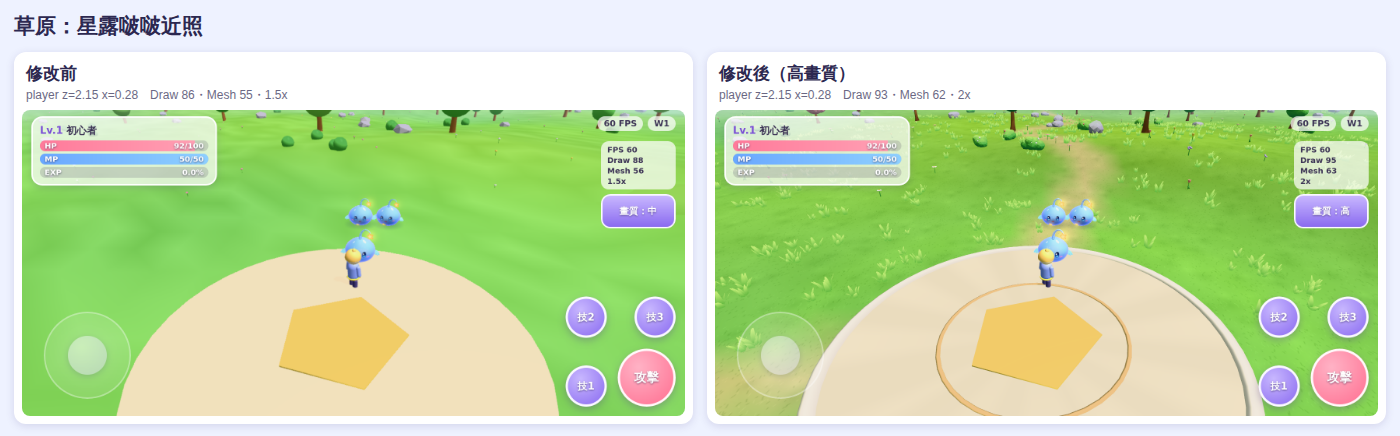 草原：星露啵啵近照
修改前
player z=2.15 x=0.28 Draw 86・Mesh 55・1.5x
Lv.1 初心者
HP 92/100
MP 50/50
EXP 0.0%
60 FPS W1
FPS 60
Draw 88
Mesh 56
1.5x
畫質：中
技2 技3
技1 攻擊
修改後（高畫質）
player z=2.15 x=0.28 Draw 93・Mesh 62・2x
Lv.1 初心者
HP 92/100
MP 50/50
EXP 0.0%
60 FPS W1
FPS 60
Draw 95
Mesh 63
2x
畫質：高
技2 技3
技1 攻擊